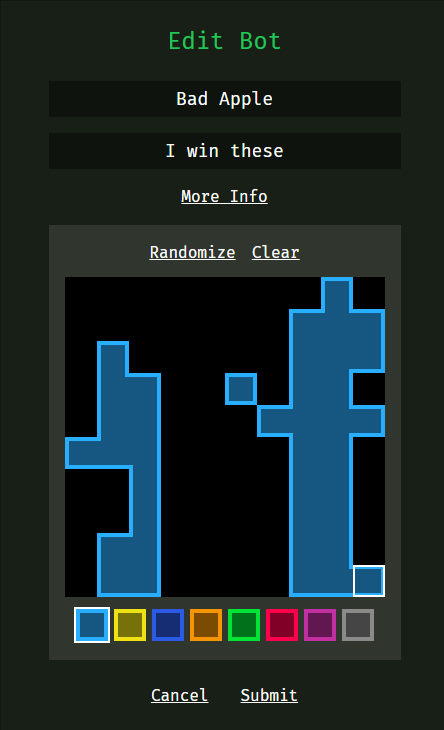 Edit Bot
Bad Apple
I win these
More Info
Randomize Clear
Cancel Submit